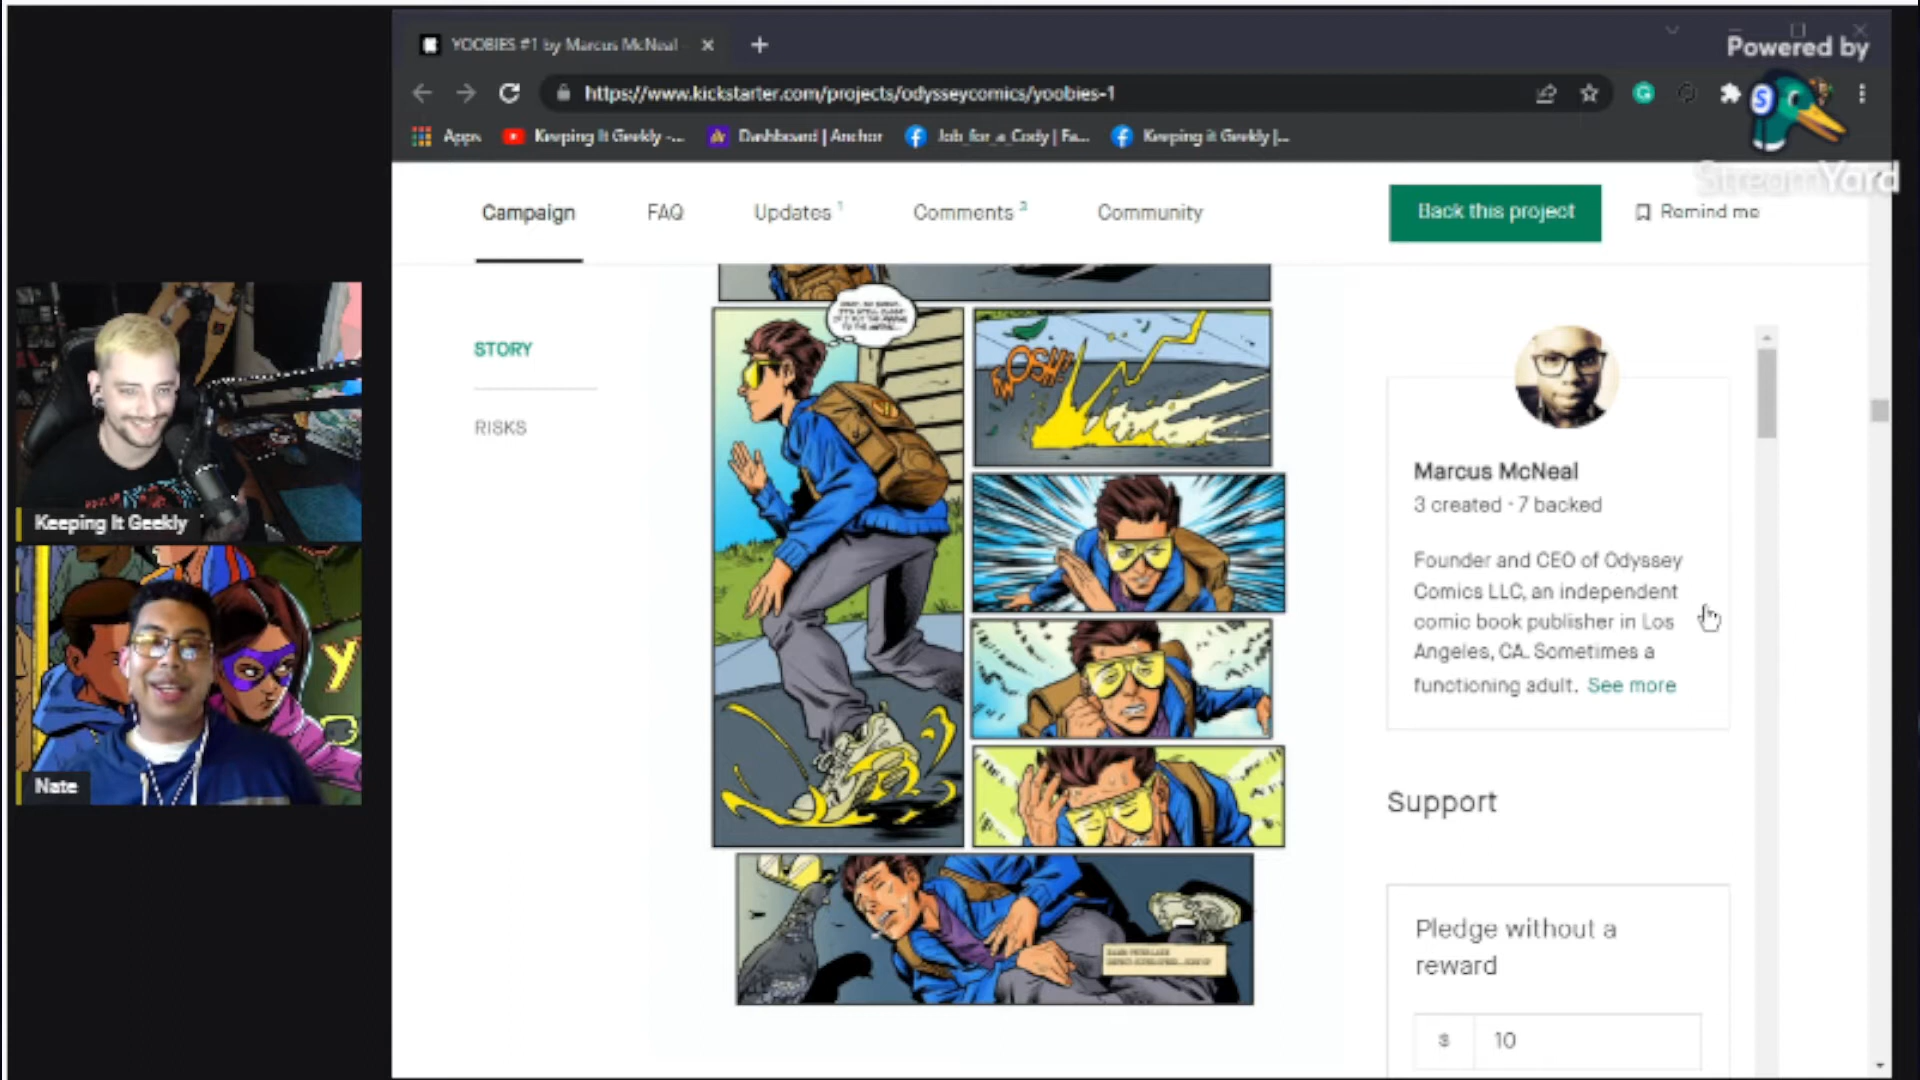 YOOBIES #1 by Marcus McNeal
Powered by
StreamYard
https://www.kickstarter.com/projects/odysseycomics/yoobies-1
Apps
Keeping It Geekly -...
Dashboard | Anchor
Job_for_a_Cody | Fa...
Keeping it Geekly |...
Campaign
FAQ
Updates 1
Comments
Community
Back this project
Remind me
STORY
RISKS
Keeping It Geekly
Nate
Marcus McNeal
3 created · 7 backed
Founder and CEO of Odyssey
Comics LLC, an independent
comic book publisher in Los
Angeles, CA. Sometimes a
functioning adult. See more
Support
Pledge without a
reward
$ 10